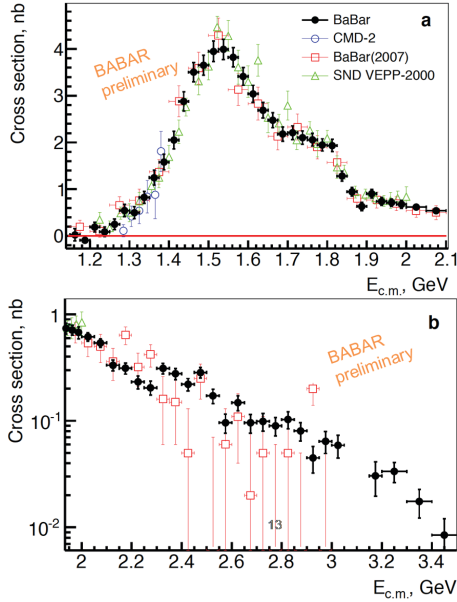 Cross section, nb
a
BaBar
CMD-2
BaBar(2007)
SND VEPP-2000
BABAR
preliminary
4
3
2
1
0
1.2 1.3 1.4 1.5 1.6 1.7 1.8 1.9 2 2.1
E_c.m., GeV
Cross section, nb
b
BABAR
preliminary
1
10^-1
10^-2
13
2 2.2 2.4 2.6 2.8 3 3.2 3.4
E_c.m., GeV